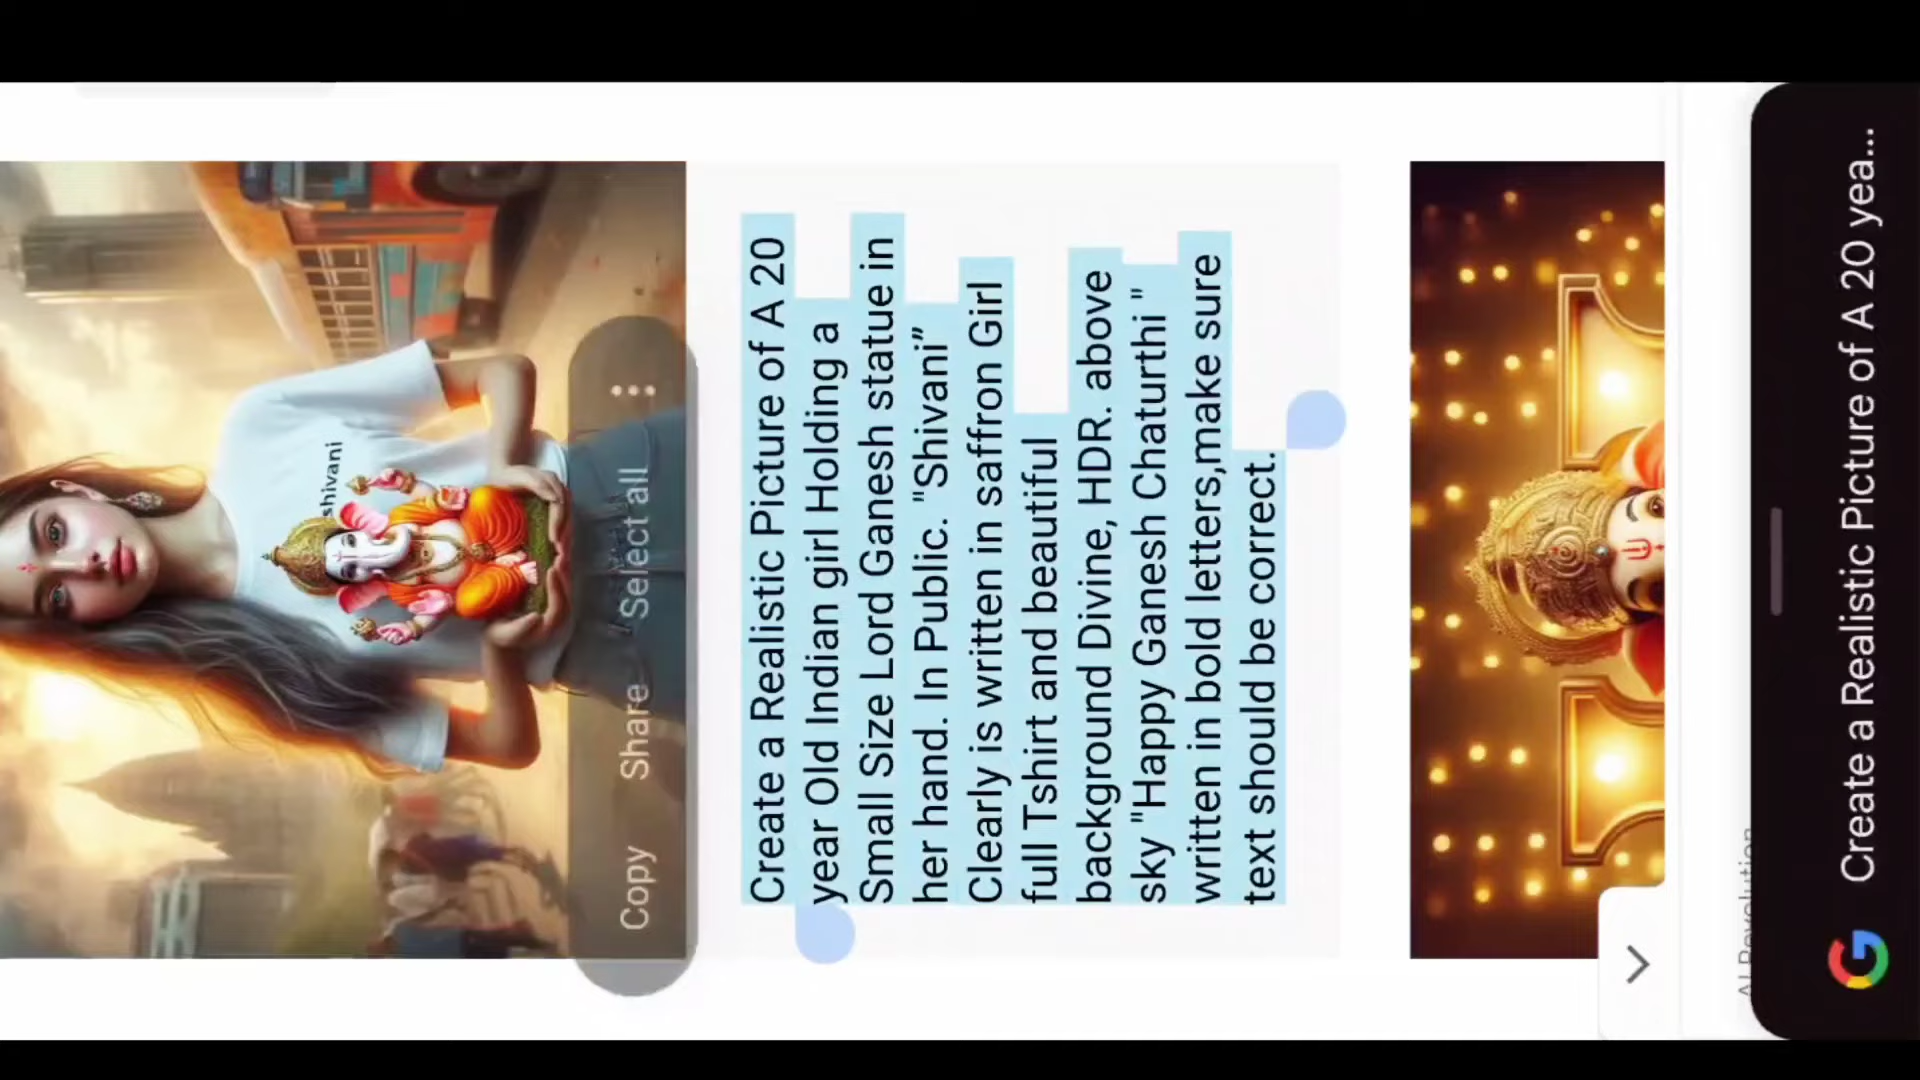 shivani
Copy Share Select all
Create a Realistic Picture of A 20
year Old Indian girl Holding a
Small Size Lord Ganesh statue in
her hand. In Public. "Shivani”
Clearly is written in saffron Girl
full Tshirt and beautiful
background Divine, HDR. above
sky "Happy Ganesh Chaturthi "
written in bold letters,make sure
text should be correct.
AI Revolution
Create a Realistic Picture of A 20 yea...